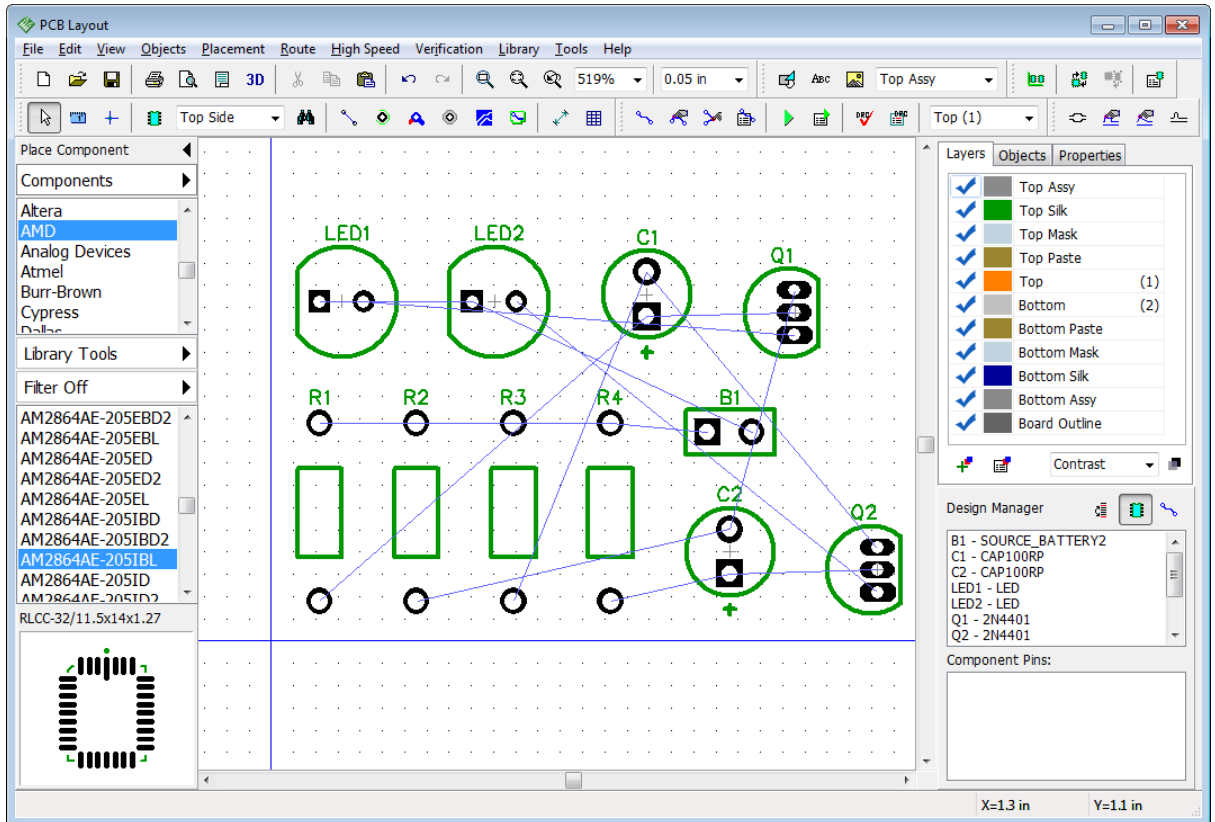 PCB Layout
File Edit View Objects Placement Route High Speed Verification Library Tools Help
3D 519% 0.05 in ABC Top Assy
Top Side DRC DRC Top (1)
Place Component
Components
Altera
AMD
Analog Devices
Atmel
Burr-Brown
Cypress
Dallas
Library Tools
Filter Off
AM2864AE-205EBD2
AM2864AE-205EBL
AM2864AE-205ED
AM2864AE-205ED2
AM2864AE-205EL
AM2864AE-205IBD
AM2864AE-205IBD2
AM2864AE-205IBL
AM2864AE-205ID
AM2864AE-205ID2
RLCC-32/11.5x14x1.27
LED1 LED2 C1 Q1
+
R1 R2 R3 R4 B1
C2 Q2
+
Layers Objects Properties
Top Assy
Top Silk
Top Mask
Top Paste
Top (1)
Bottom (2)
Bottom Paste
Bottom Mask
Bottom Silk
Bottom Assy
Board Outline
Contrast
Design Manager
B1 - SOURCE_BATTERY2
C1 - CAP100RP
C2 - CAP100RP
LED1 - LED
LED2 - LED
Q1 - 2N4401
Q2 - 2N4401
Component Pins:
X=1.3 in Y=1.1 in